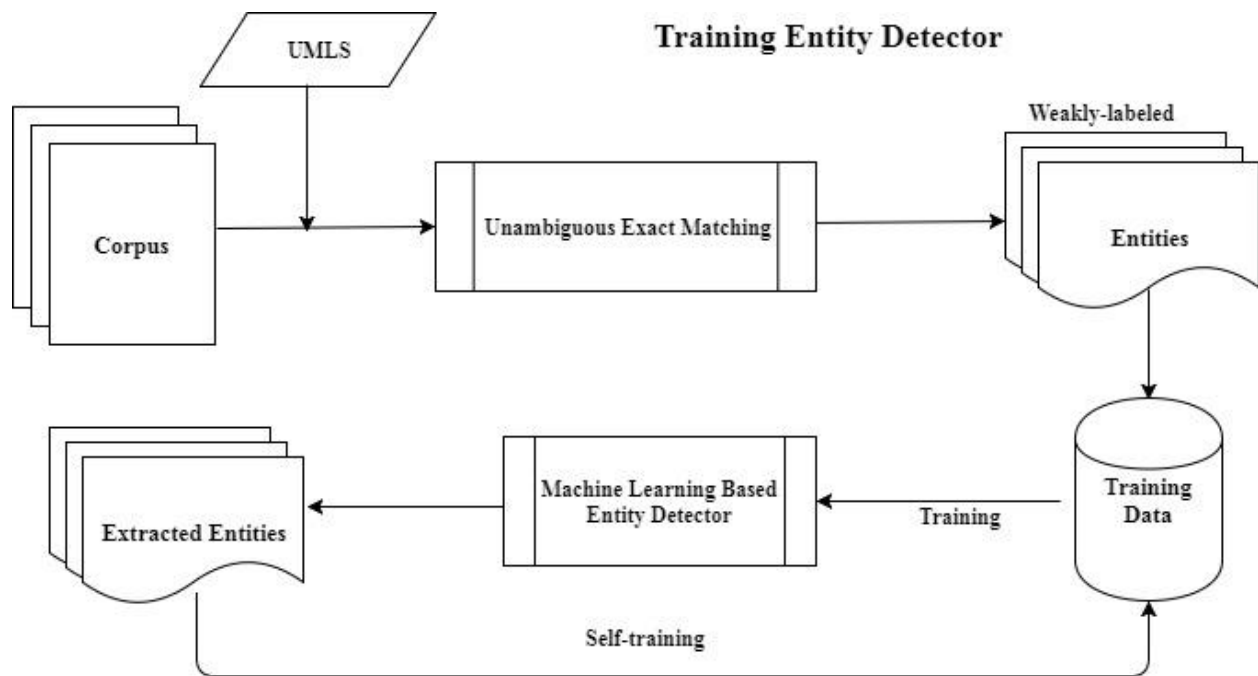 UMLS
Training Entity Detector
Weakly-labeled
Corpus
Unambiguous Exact Matching
Entities
Extracted Entities
Machine Learning Based
Entity Detector
Training
Training
Data
Self-training